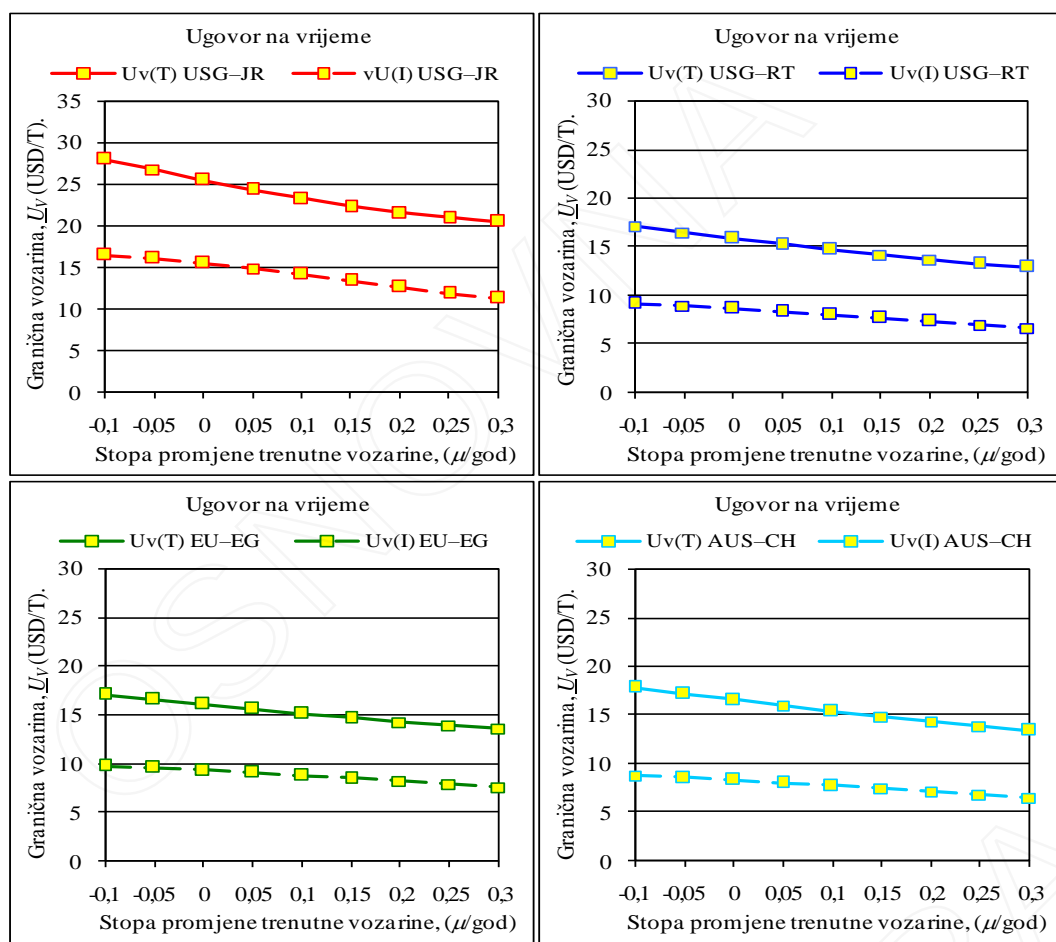 Ugovor na vrijeme
Uv(T) USG–JR vU(I) USG–JR
35
30
25
20
15
10
5
0
-0,1 -0,05 0 0,05 0,1 0,15 0,2 0,25 0,3
Granična vozarina, U_V (USD/T).
Stopa promjene trenutne vozarine, (μ/god)
Ugovor na vrijeme
Uv(T) USG–RT Uv(I) USG–RT
30
25
20
15
10
5
0
-0,1 -0,05 0 0,05 0,1 0,15 0,2 0,25 0,3
Granična vozarina, U_V (USD/T).
Stopa promjene trenutne vozarine, (μ/god)
Ugovor na vrijeme
Uv(T) EU–EG Uv(I) EU–EG
30
25
20
15
10
5
0
-0,1 -0,05 0 0,05 0,1 0,15 0,2 0,25 0,3
Granična vozarina, U_V (USD/T).
Stopa promjene trenutne vozarine, (μ/god)
Ugovor na vrijeme
Uv(T) AUS–CH Uv(I) AUS–CH
30
25
20
15
10
5
0
-0,1 -0,05 0 0,05 0,1 0,15 0,2 0,25 0,3
Granična vozarina, U_V (USD/T).
Stopa promjene trenutne vozarine, (μ/god)
OSNOVNA